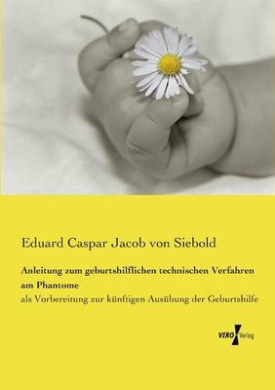 Eduard Caspar Jacob von Siebold
Anleitung zum geburtshilflichen technischen Verfahren
am Phantome
als Vorbereitung zur künftigen Ausübung der Geburtshilfe
VERO Verlag